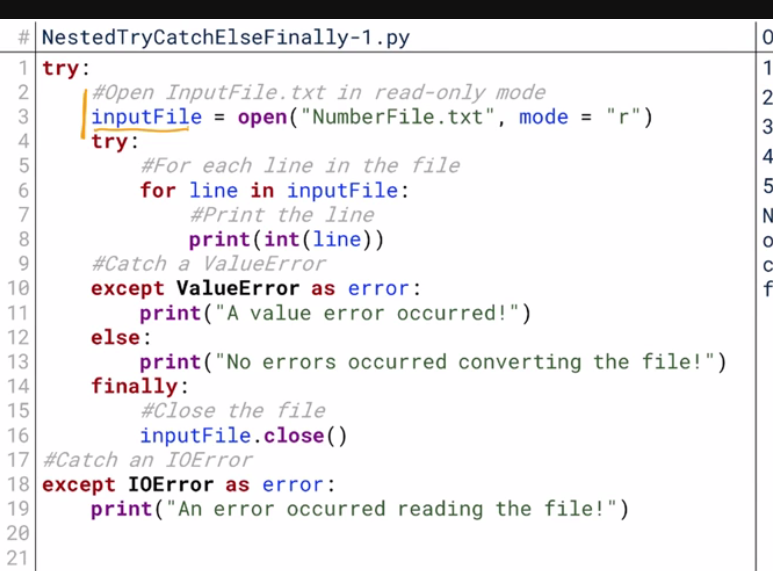 # NestedTryCatchElseFinally-1.py
1 try:
2 #Open InputFile.txt in read-only mode
3 inputFile = open("NumberFile.txt", mode = "r")
4 try:
5 #For each line in the file
6 for line in inputFile:
7 #Print the line
8 print(int(line))
9 #Catch a ValueError
10 except ValueError as error:
11 print("A value error occurred!")
12 else:
13 print("No errors occurred converting the file!")
14 finally:
15 #Close the file
16 inputFile.close()
17 #Catch an IOError
18 except IOError as error:
19 print("An error occurred reading the file!")
20
21
1
2
3
4
5
N
o
c
f